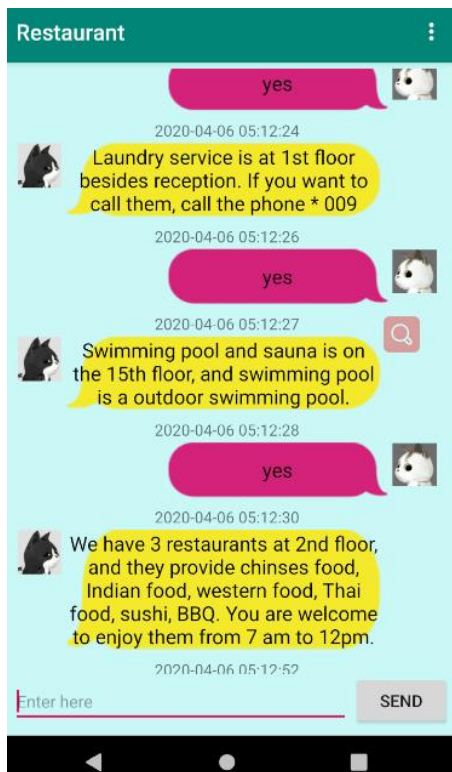 Restaurant
yes
2020-04-06 05:12:24
Laundry service is at 1st floor
besides reception. If you want to
call them, call the phone * 009
2020-04-06 05:12:26
yes
2020-04-06 05:12:27
Swimming pool and sauna is on
the 15th floor, and swimming pool
is a outdoor swimming pool.
2020-04-06 05:12:28
yes
2020-04-06 05:12:30
We have 3 restaurants at 2nd floor,
and they provide chinses food,
Indian food, western food, Thai
food, sushi, BBQ. You are welcome
to enjoy them from 7 am to 12pm.
2020-04-06 05:12:52
Enter here
SEND